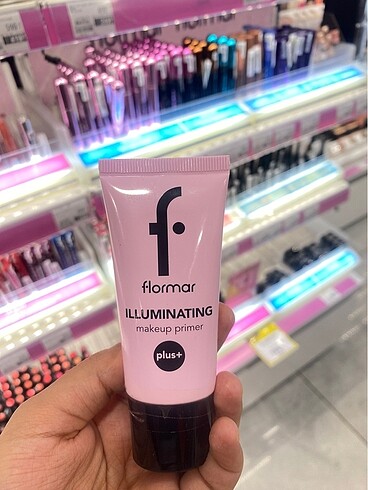 f
flormar
ILLUMINATING
makeup primer
plus+